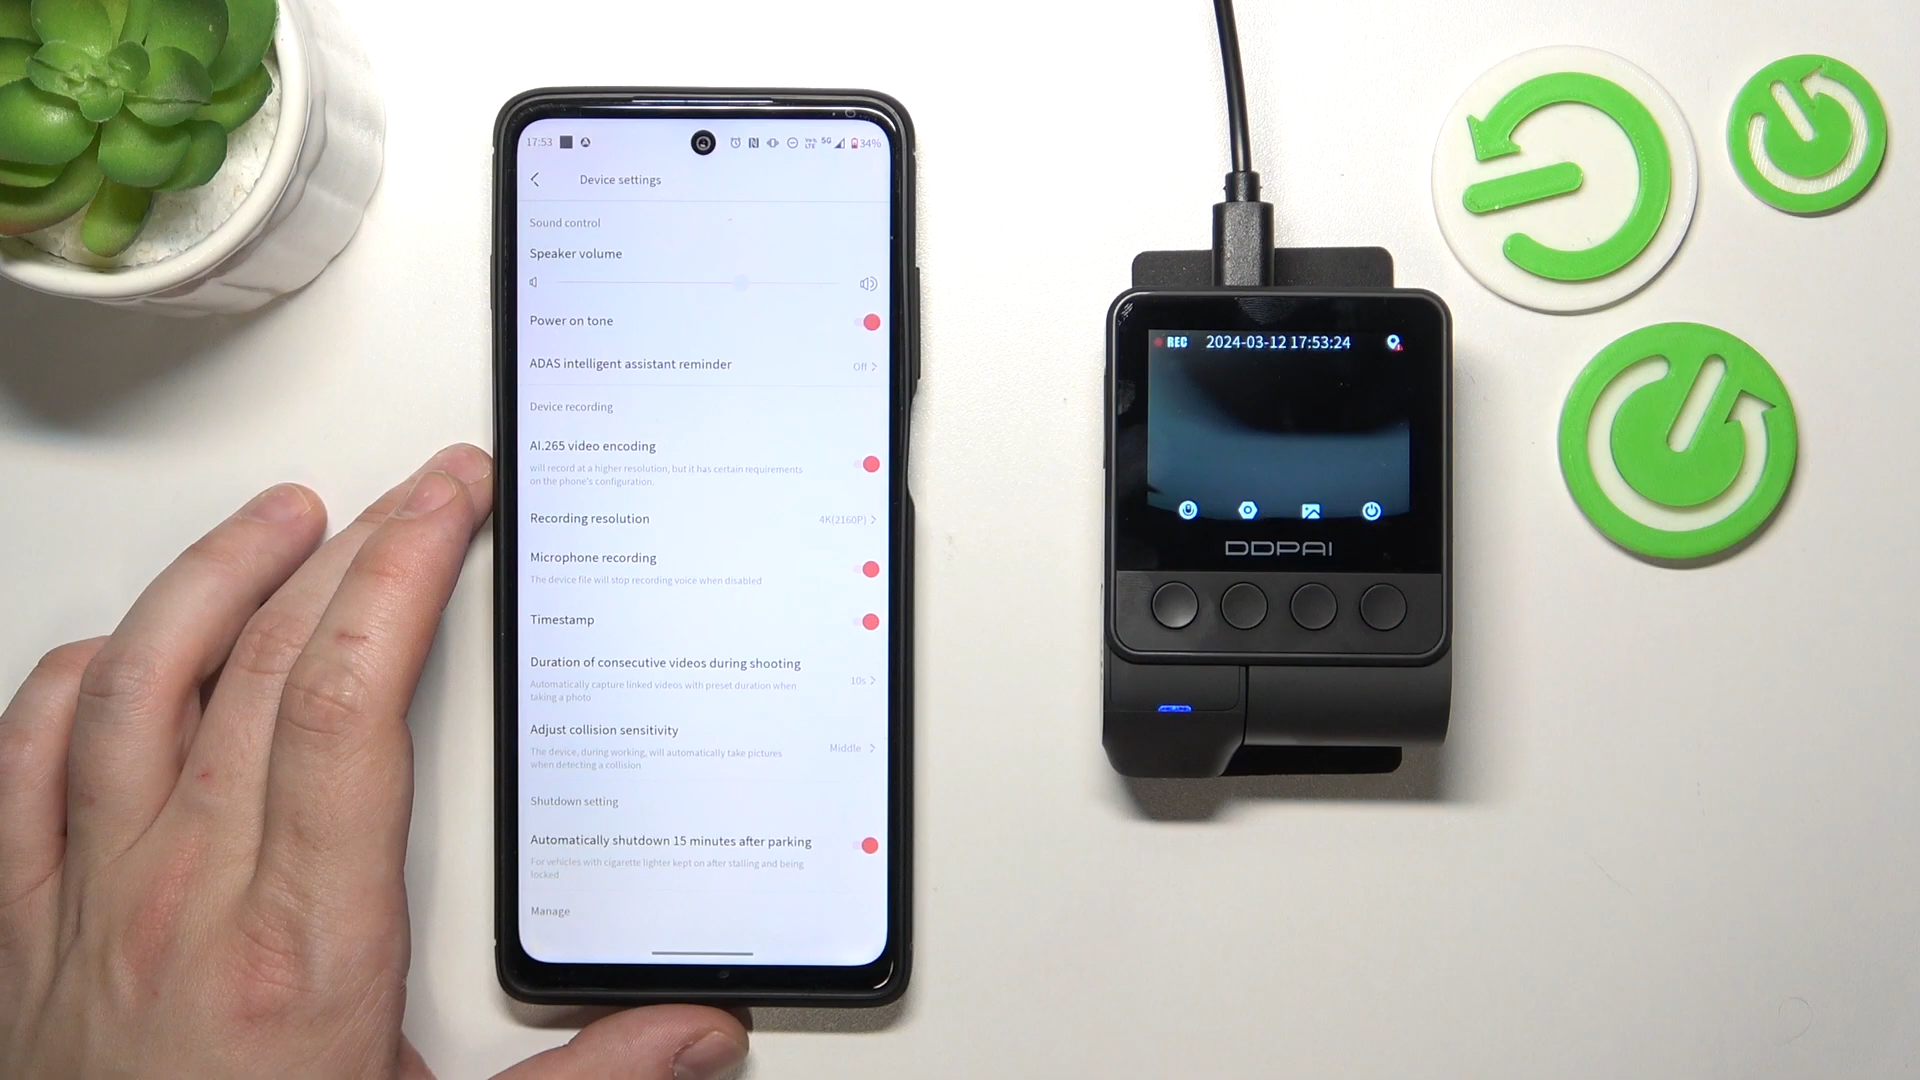 17:53
5G
34%
Device settings
Sound control
Speaker volume
Power on tone
ADAS intelligent assistant reminder
Off
Device recording
AI.265 video encoding
will record at a higher resolution, but it has certain requirements
on the phone's configuration.
Recording resolution
4K(2160P)
Microphone recording
The device file will stop recording voice when disabled
Timestamp
Duration of consecutive videos during shooting
Automatically capture linked videos with preset duration when
taking a photo
10s
Adjust collision sensitivity
The device, during working, will automatically take pictures
when detecting a collision
Middle
Shutdown setting
Automatically shutdown 15 minutes after parking
For vehicles with cigarette lighter kept on after stalling and being
locked
Manage
REC 2024-03-12 17:53:24
DDPAI